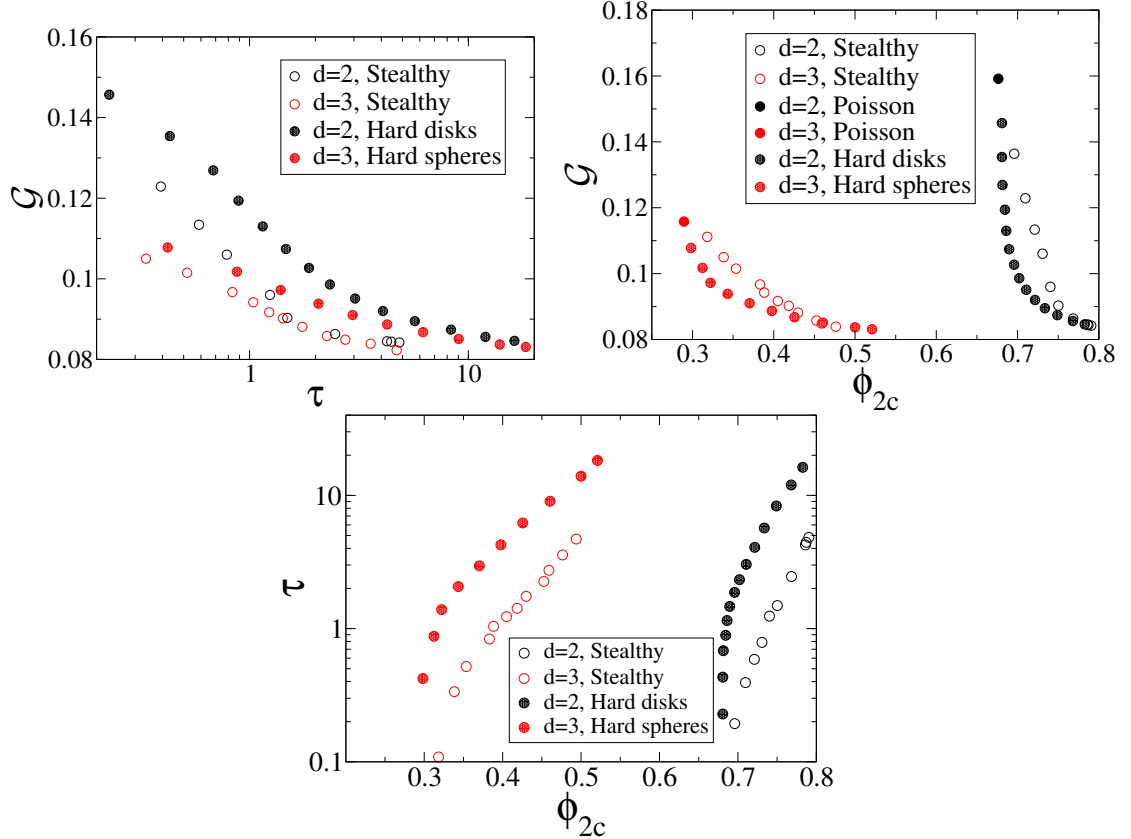 0.16
0.14
0.12
0.1
0.08
𝒢
1
10
τ
d=2, Stealthy
d=3, Stealthy
d=2, Hard disks
d=3, Hard spheres
0.18
0.16
0.14
0.12
0.1
0.08
𝒢
0.3
0.4
0.5
0.6
0.7
0.8
ϕ2c
d=2, Stealthy
d=3, Stealthy
d=2, Poisson
d=3, Poisson
d=2, Hard disks
d=3, Hard spheres
10
1
0.1
τ
0.3
0.4
0.5
0.6
0.7
0.8
ϕ2c
d=2, Stealthy
d=3, Stealthy
d=2, Hard disks
d=3, Hard spheres